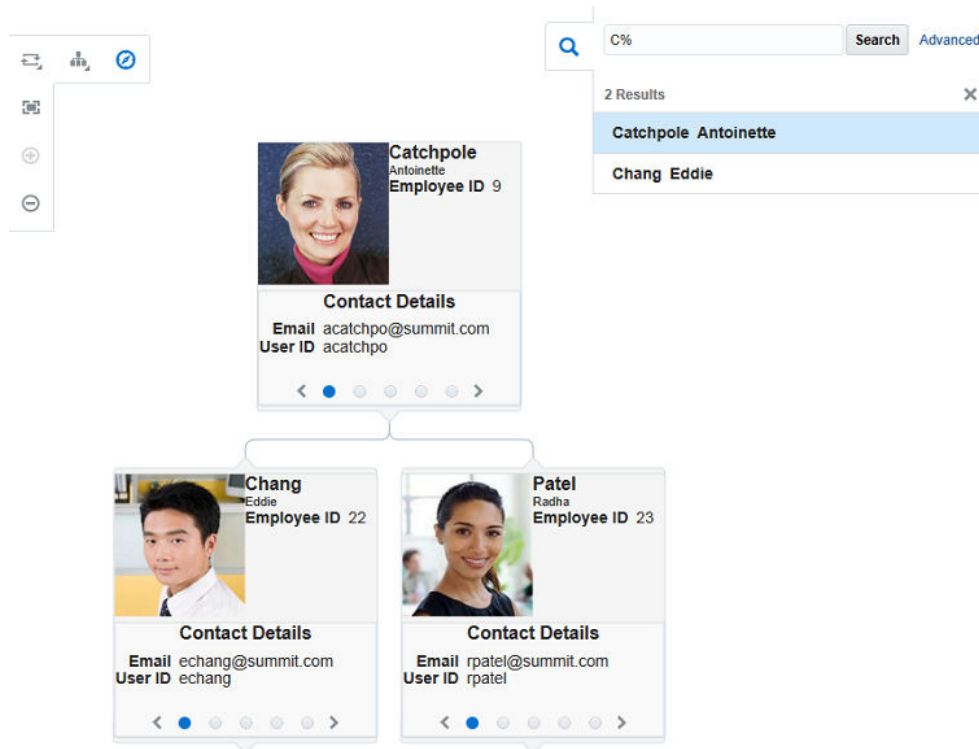 C%
Search
Advanced
2 Results
Catchpole Antoinette
Chang Eddie
Catchpole
Antoinette
Employee ID 9
Contact Details
Email acatchpo@summit.com
User ID acatchpo
Chang
Eddie
Employee ID 22
Contact Details
Email echang@summit.com
User ID echang
Patel
Radha
Employee ID 23
Contact Details
Email rpatel@summit.com
User ID rpatel